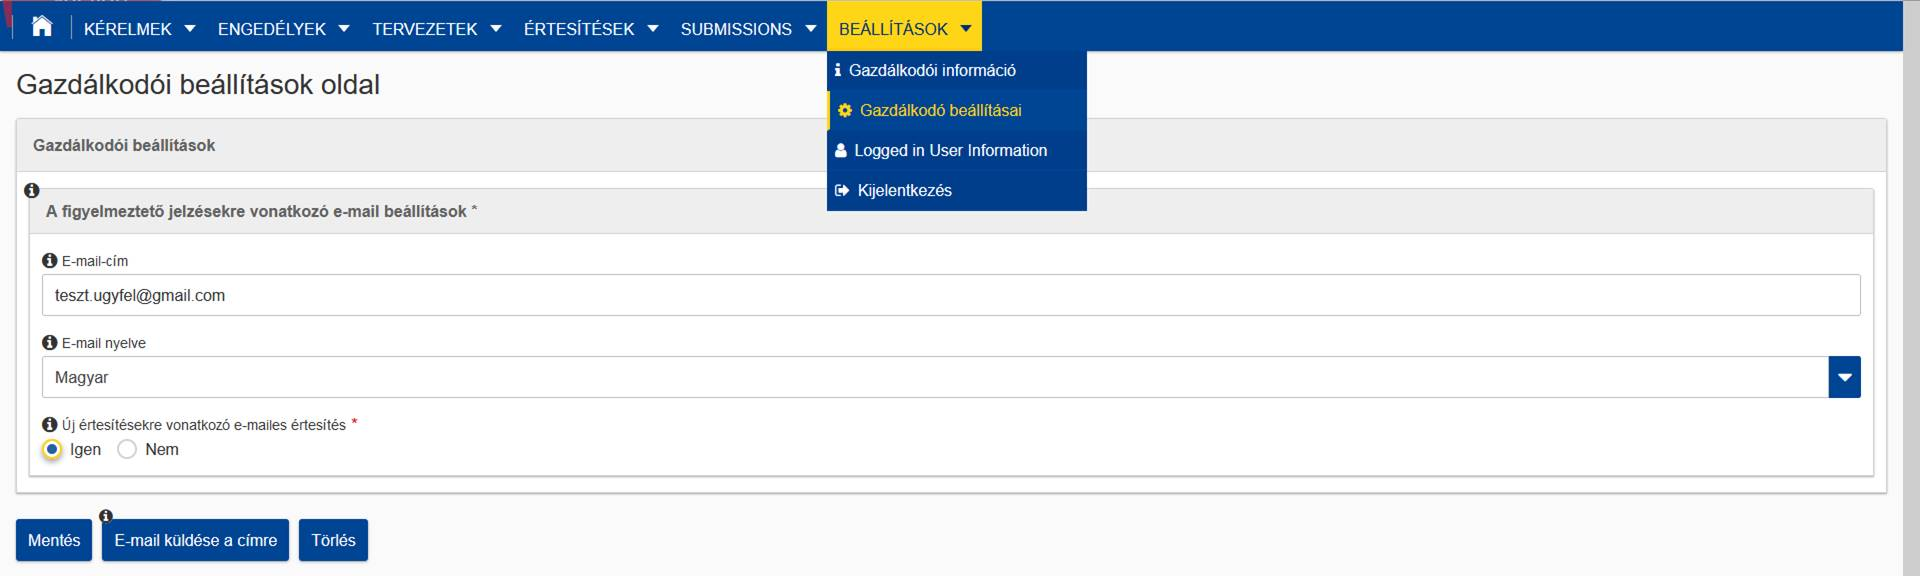 KÉRELMEK ENGEDÉLYEK TERVEZETEK ÉRTESÍTÉSEK SUBMISSIONS BEÁLLÍTÁSOK
Gazdálkodói információ
Gazdálkodó beállításai
Logged in User Information
Kijelentkezés
Gazdálkodói beállítások oldal
Gazdálkodói beállítások
A figyelmeztető jelzésekre vonatkozó e-mail beállítások *
E-mail-cím
teszt.ugyfel@gmail.com
E-mail nyelve
Magyar
Új értesítésekre vonatkozó e-mailes értesítés *
Igen Nem
Mentés E-mail küldése a címre Törlés